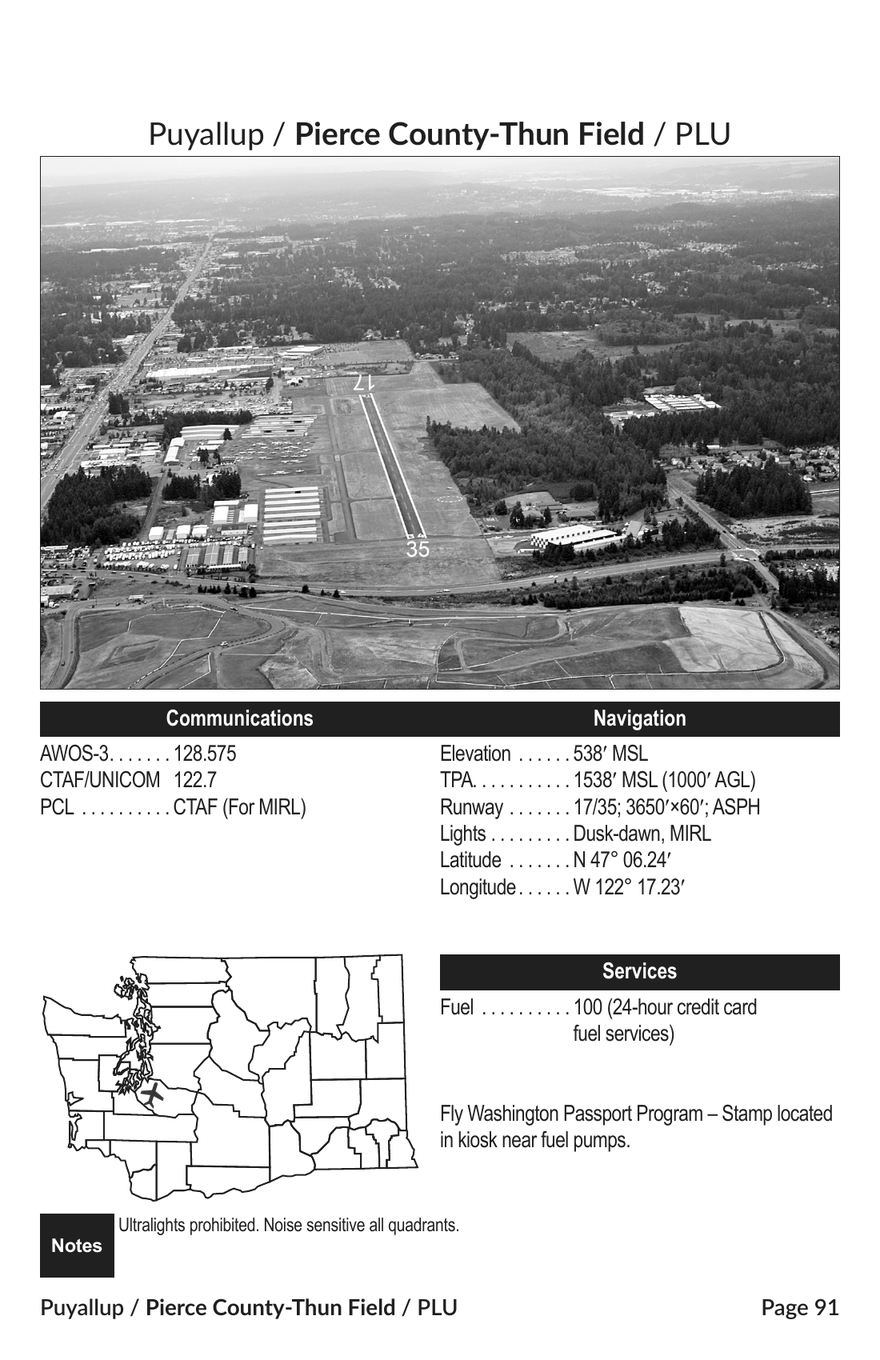 Puyallup / Pierce County-Thun Field / PLU
17
35
Communications
AWOS-3. . . . . . . 128.575
CTAF/UNICOM 122.7
PCL . . . . . . . . . . CTAF (For MIRL)
Navigation
Elevation . . . . . . 538′ MSL
TPA. . . . . . . . . . . 1538′ MSL (1000′ AGL)
Runway . . . . . . . 17/35; 3650′×60′; ASPH
Lights . . . . . . . . . Dusk-dawn, MIRL
Latitude . . . . . . . N 47° 06.24′
Longitude. . . . . . W 122° 17.23′
Services
Fuel . . . . . . . . . . 100 (24-hour credit card
fuel services)
Fly Washington Passport Program – Stamp located
in kiosk near fuel pumps.
Notes
Ultralights prohibited. Noise sensitive all quadrants.
Puyallup / Pierce County-Thun Field / PLU
Page 91